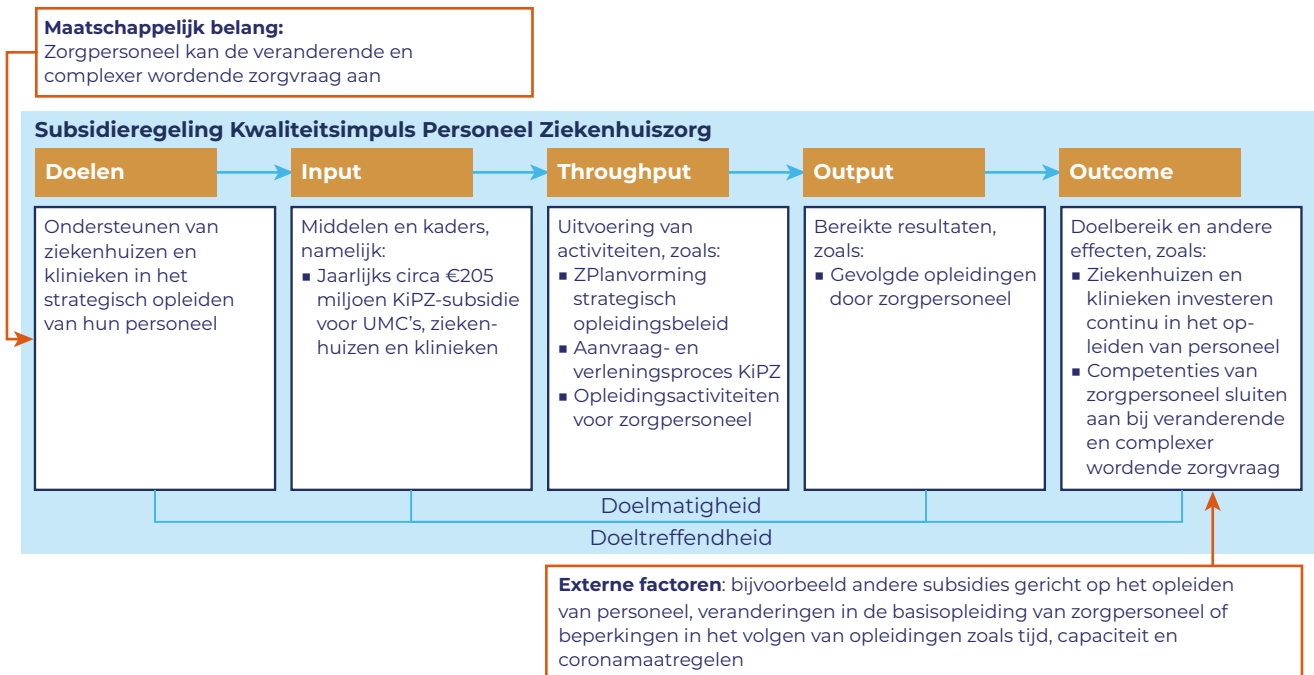 Maatschappelijk belang:
Zorgpersoneel kan de veranderende en
complexer wordende zorgvraag aan
Subsidieregeling Kwaliteitsimpuls Personeel Ziekenhuiszorg
Doelen
Ondersteunen van
ziekenhuizen en
klinieken in het
strategisch opleiden
van hun personeel
Input
Middelen en kaders,
namelijk:
▪ Jaarlijks circa €205
miljoen KiPZ-subsidie
voor UMC's, zieken-
huizen en klinieken
Throughput
Uitvoering van
activiteiten, zoals:
▪ ZPlanvorming
strategisch
opleidingsbeleid
▪ Aanvraag- en
verleningsproces KiPZ
▪ Opleidingsactiviteiten
voor zorgpersoneel
Output
Bereikte resultaten,
zoals:
▪ Gevolgde opleidingen
door zorgpersoneel
Outcome
Doelbereik en andere
effecten, zoals:
▪ Ziekenhuizen en
klinieken investeren
continu in het op-
leiden van personeel
▪ Competenties van
zorgpersoneel sluiten
aan bij veranderende
en complexer
wordende zorgvraag
Doelmatigheid
Doeltreffendheid
Externe factoren: bijvoorbeeld andere subsidies gericht op het opleiden
van personeel, veranderingen in de basisopleiding van zorgpersoneel of
beperkingen in het volgen van opleidingen zoals tijd, capaciteit en
coronamaatregelen